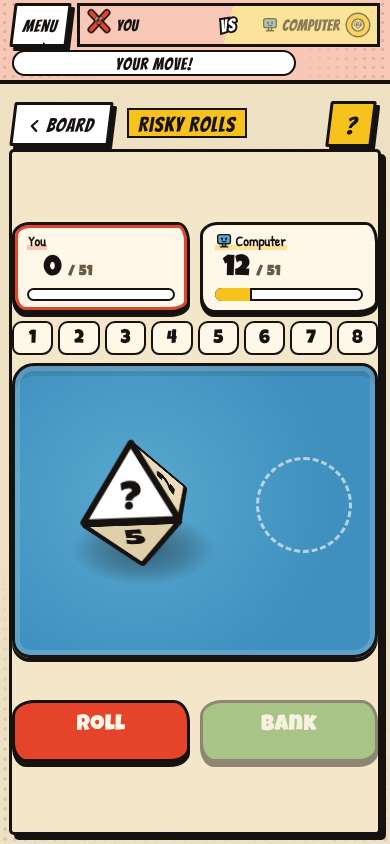 MENU
YOU
VS
COMPUTER
YOUR MOVE!
< BOARD
RISKY ROLLS
?
You
0 / 51
Computer
12 / 51
1 2 3 4 5 6 7 8
?
5
ROLL
BANK